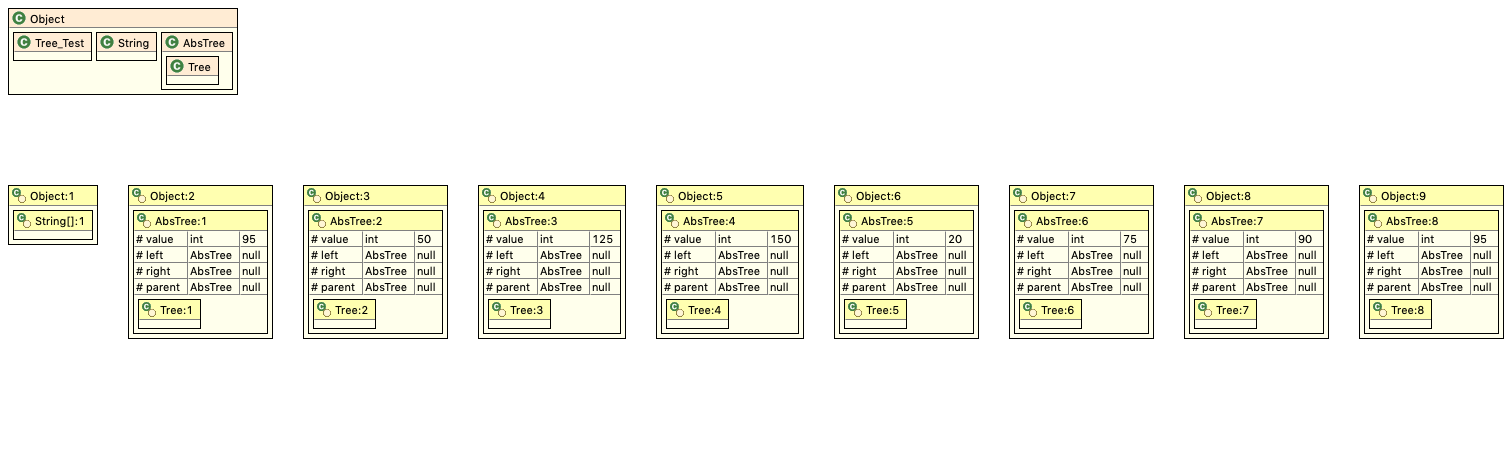 Object
Tree_Test String AbsTree
Tree
Object:1 Object:2 Object:3 Object:4 Object:5 Object:6 Object:7 Object:8 Object:9
String[]:1 AbsTree:1 AbsTree:2 AbsTree:3 AbsTree:4 AbsTree:5 AbsTree:6 AbsTree:7 AbsTree:8
# value int 95 # value int 50 # value int 125 # value int 150 # value int 20 # value int 75 # value int 90 # value int 95
# left AbsTree null # left AbsTree null # left AbsTree null # left AbsTree null # left AbsTree null # left AbsTree null # left AbsTree null # left AbsTree null
# right AbsTree null # right AbsTree null # right AbsTree null # right AbsTree null # right AbsTree null # right AbsTree null # right AbsTree null # right AbsTree null
# parent AbsTree null # parent AbsTree null # parent AbsTree null # parent AbsTree null # parent AbsTree null # parent AbsTree null # parent AbsTree null # parent AbsTree null
Tree:1 Tree:2 Tree:3 Tree:4 Tree:5 Tree:6 Tree:7 Tree:8